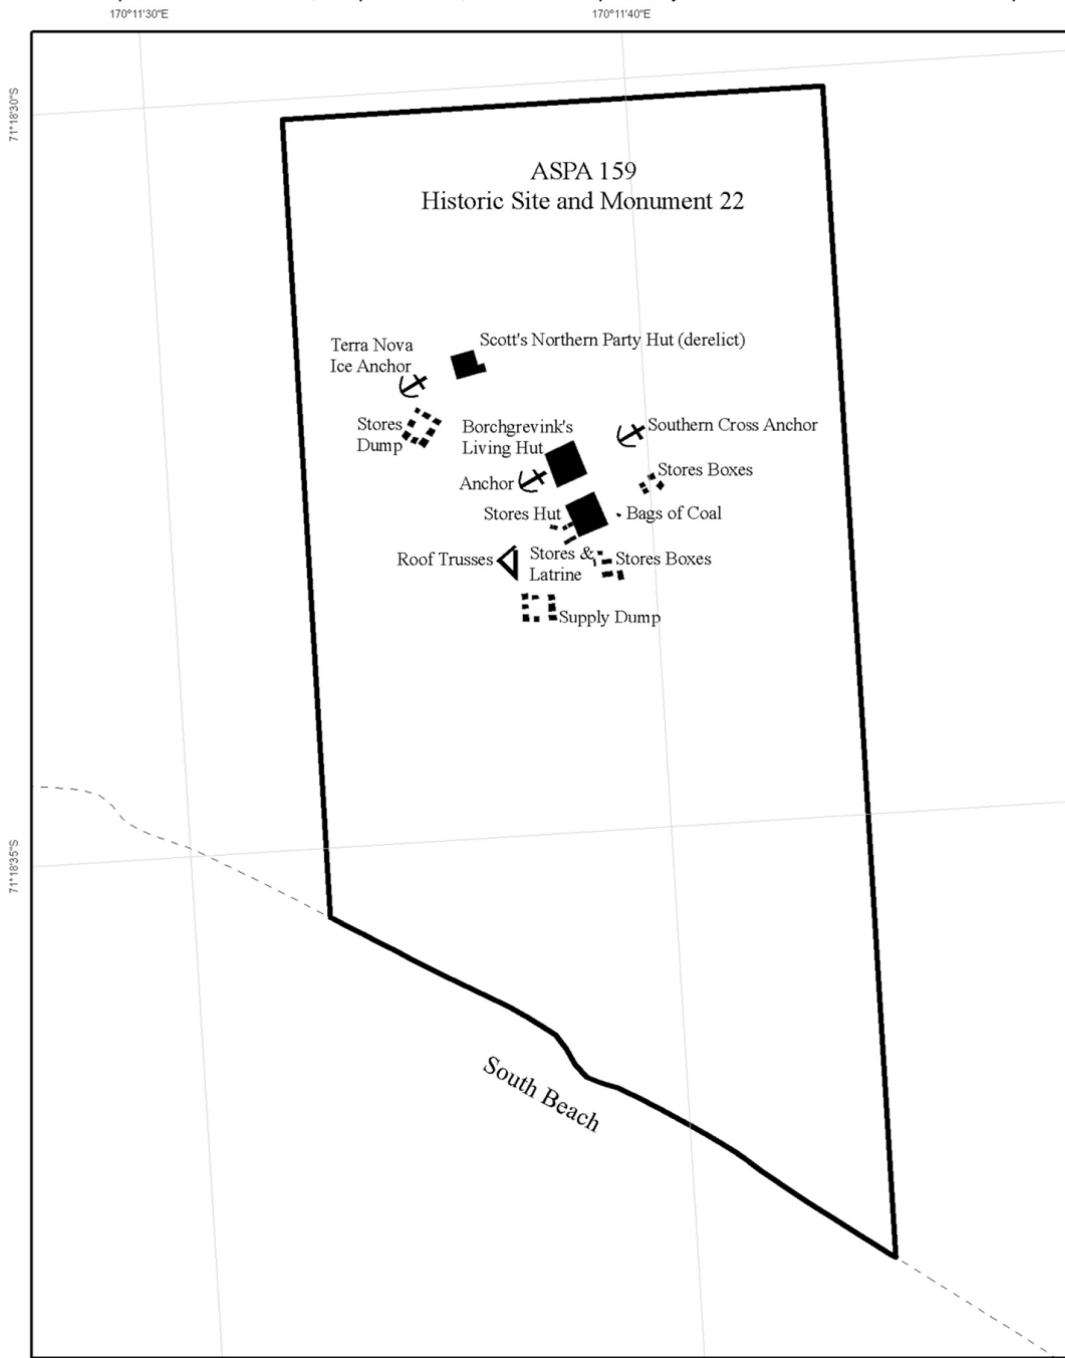 170°11'30"E
170°11'40"E
71°18'30"S
ASPA 159
Historic Site and Monument 22
Scott's Northern Party Hut (derelict)
Terra Nova
Ice Anchor
Stores
Dump
Borchgrevink's
Living Hut
Southern Cross Anchor
Anchor
Stores Boxes
Stores Hut
Bags of Coal
Roof Trusses
Stores &
Latrine
Stores Boxes
Supply Dump
71°18'35"S
South Beach